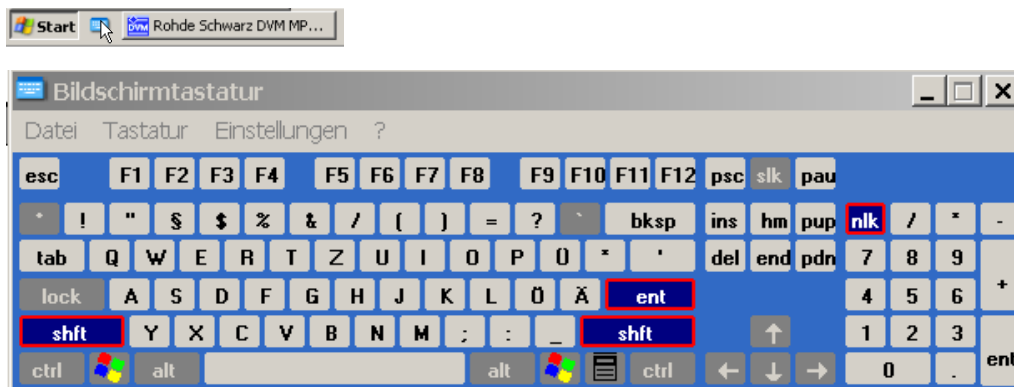 Start DVM Rohde Schwarz DVM MP...
Bildschirmtastatur
Datei Tastatur Einstellungen ?
esc F1 F2 F3 F4 F5 F6 F7 F8 F9 F10 F11 F12 psc slk pau
° ! " § $ % & / ( ) = ? ` bksp ins hm pup nlk / * -
tab Q W E R T Z U I O P Ü * ' del end pdn 7 8 9 +
lock A S D F G H J K L Ö Ä ent 4 5 6
shft Y X C V B N M ; : _ shft ↑ 1 2 3 ent
ctrl alt alt ctrl ← ↓ → 0 .